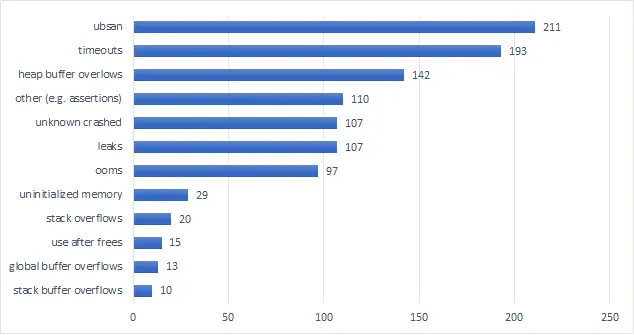 ubsan 211
timeouts 193
heap buffer overlows 142
other (e.g. assertions) 110
unknown crashed 107
leaks 107
ooms 97
uninitialized memory 29
stack overflows 20
use after frees 15
global buffer overflows 13
stack buffer overflows 10
0 50 100 150 200 250